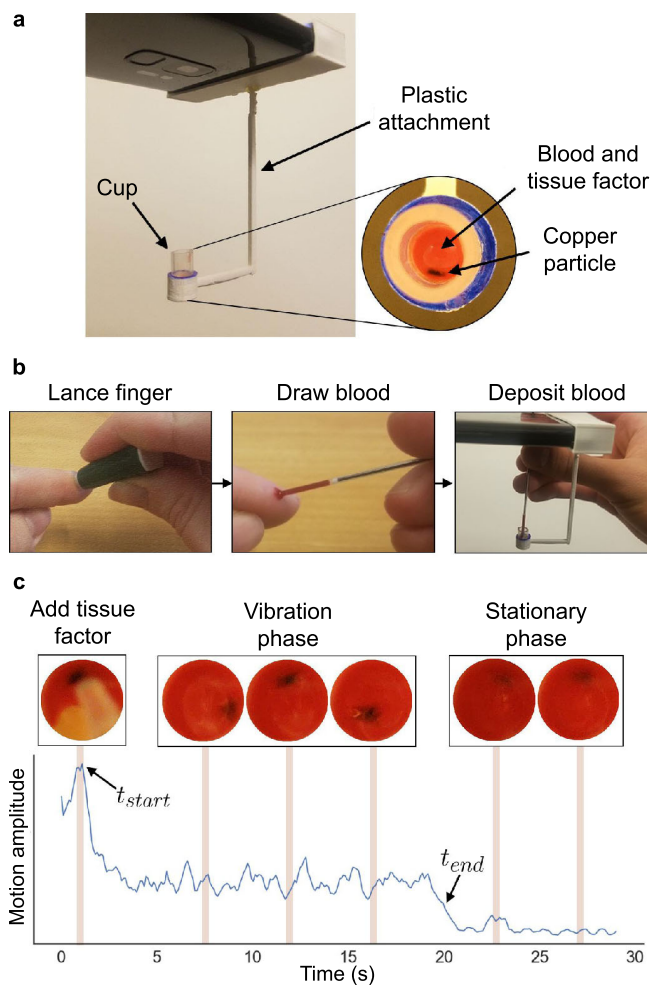 a
Plastic
attachment
Blood and
tissue factor
Cup
Copper
particle
b
Lance finger
Draw blood
Deposit blood
c
Add tissue
factor
Vibration
phase
Stationary
phase
t_start
t_end
Motion amplitude
0 5 10 15 20 25 30
Time (s)